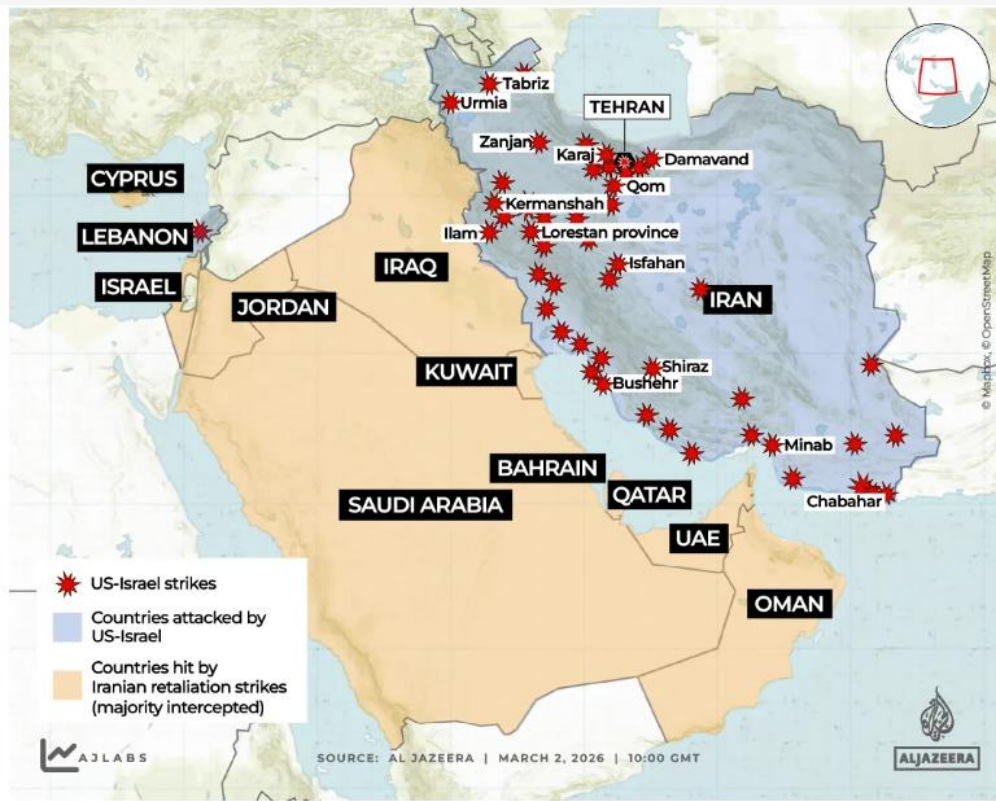 Tabriz
Urmia
TEHRAN
Zanjan
Karaj
Damavand
CYPRUS
Qom
Kermanshah
LEBANON
Ilam
Lorestan province
IRAQ
Isfahan
ISRAEL
JORDAN
IRAN
KUWAIT
Shiraz
Bushehr
Minab
BAHRAIN
QATAR
SAUDI ARABIA
Chabahar
UAE
OMAN
US-Israel strikes
Countries attacked by
US-Israel
Countries hit by
Iranian retaliation strikes
(majority intercepted)
AJLABS
SOURCE: AL JAZEERA | MARCH 2, 2026 | 10:00 GMT
ALJAZEERA
© Mapbox, © OpenStreetMap